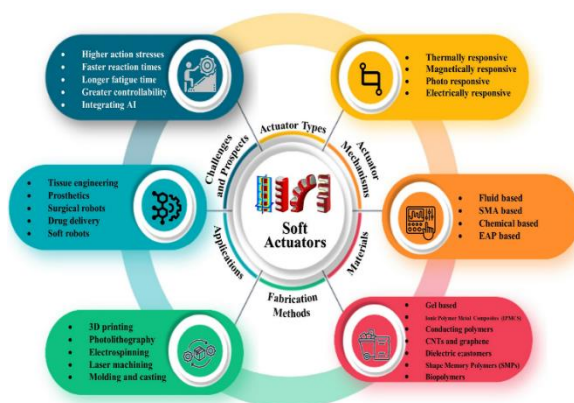 Higher action stresses
Faster reaction times
Longer fatigue time
Greater controllability
Integrating AI
Thermally responsive
Magnetically responsive
Photo responsive
Electrically responsive
Tissue engineering
Prosthetics
Surgical robots
Drug delivery
Soft robots
Fluid based
SMA based
Chemical based
EAP based
3D printing
Photolithography
Electrospinning
Laser machining
Molding and casting
Gel based
Ionic Polymer Metal Composites (IPMCS)
Conducting polymers
CNTs and graphene
Dielectric e;astomers
Shape Memory Polymers (SMPs)
Biopolymers
Challenges
and Prospects
Actuator Types
Actuator
Mechanisms
Materials
Fabrication
Methods
Applications
Soft
Actuators